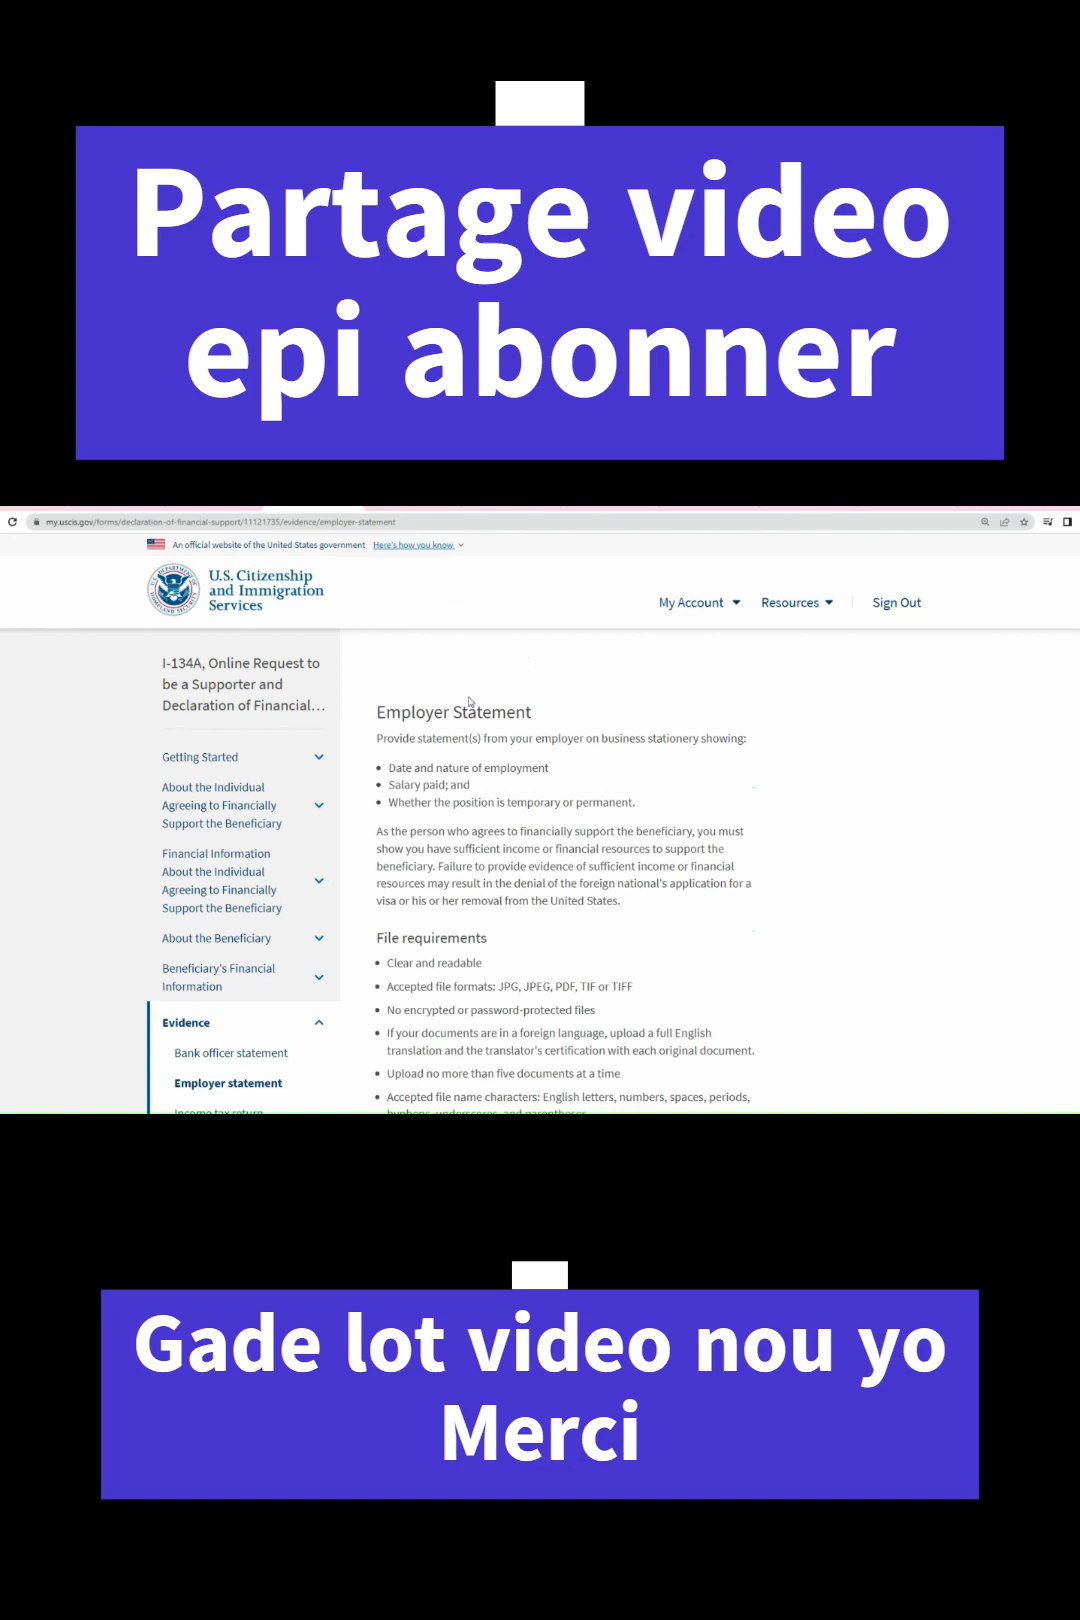 Partage video
epi abonner
my.uscis.gov/forms/declaration-of-financial-support/11121735/evidence/employer-statement
An official website of the United States government Here's how you know
U.S. Citizenship
and Immigration
Services
My Account
Resources
Sign Out
I-134A, Online Request to
be a Supporter and
Declaration of Financial...
Getting Started
About the Individual
Agreeing to Financially
Support the Beneficiary
Financial Information
About the Individual
Agreeing to Financially
Support the Beneficiary
About the Beneficiary
Beneficiary's Financial
Information
Evidence
Bank officer statement
Employer statement
Income tax return
Employer Statement
Provide statement(s) from your employer on business stationery showing:
• Date and nature of employment
• Salary paid; and
• Whether the position is temporary or permanent.
As the person who agrees to financially support the beneficiary, you must
show you have sufficient income or financial resources to support the
beneficiary. Failure to provide evidence of sufficient income or financial
resources may result in the denial of the foreign national's application for a
visa or his or her removal from the United States.
File requirements
• Clear and readable
• Accepted file formats: JPG, JPEG, PDF, TIF or TIFF
• No encrypted or password-protected files
• If your documents are in a foreign language, upload a full English
translation and the translator's certification with each original document.
• Upload no more than five documents at a time
• Accepted file name characters: English letters, numbers, spaces, periods,
hyphens, underscores, and parentheses
Gade lot video nou yo
Merci